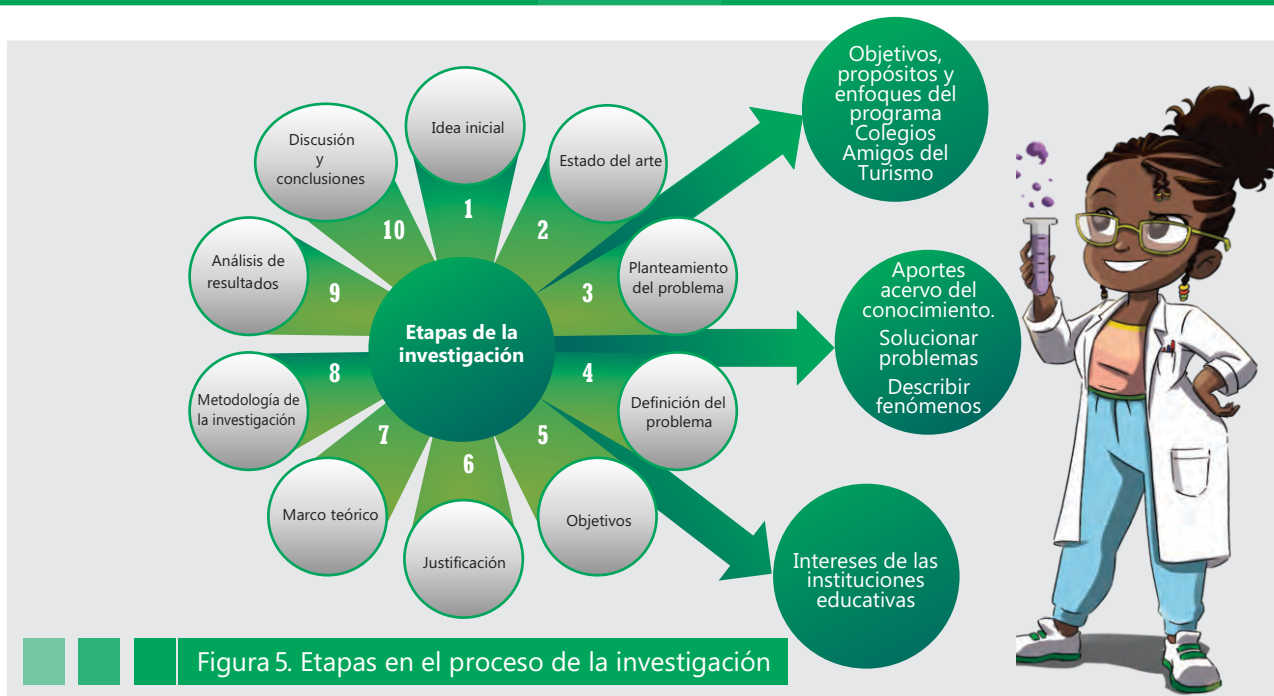 Etapas de la
investigación
1
Idea inicial
2
Estado del arte
3
Planteamiento
del problema
4
Definición del
problema
5
Objetivos
6
Justificación
7
Marco teórico
8
Metodología de
la investigación
9
Análisis de
resultados
10
Discusión
y
conclusiones
Objetivos,
propósitos y
enfoques del
programa
Colegios
Amigos del
Turismo
Aportes
acervo del
conocimiento.
Solucionar
problemas
Describir
fenómenos
Intereses de las
instituciones
educativas
Figura 5. Etapas en el proceso de la investigación